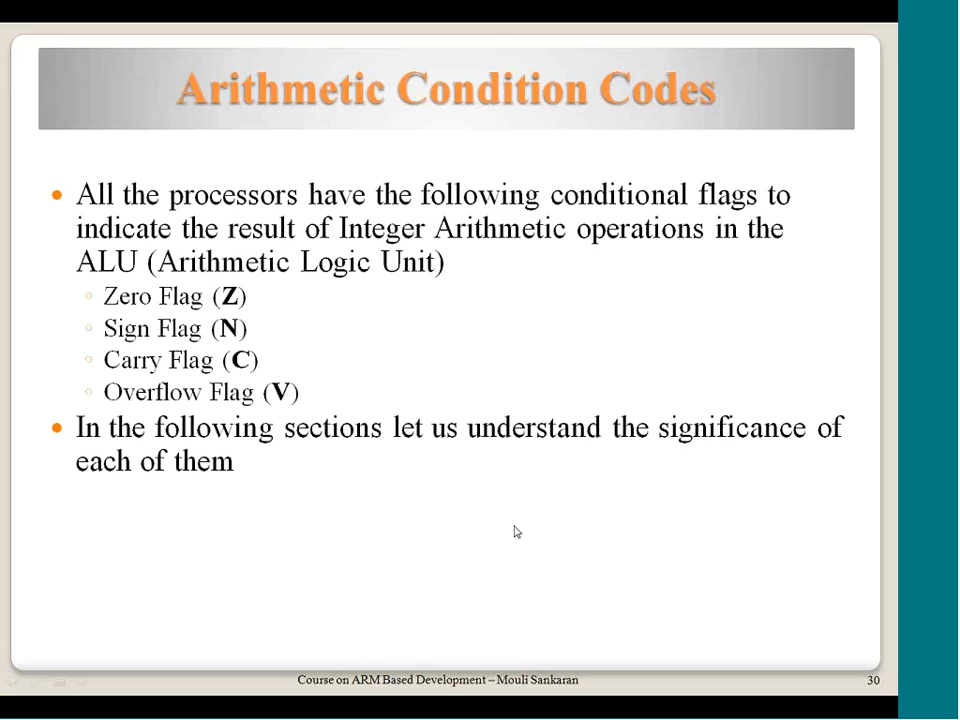 Arithmetic Condition Codes
• All the processors have the following conditional flags to
indicate the result of Integer Arithmetic operations in the
ALU (Arithmetic Logic Unit)
◦ Zero Flag (Z)
◦ Sign Flag (N)
◦ Carry Flag (C)
◦ Overflow Flag (V)
• In the following sections let us understand the significance of
each of them
Course on ARM Based Development – Mouli Sankaran
30